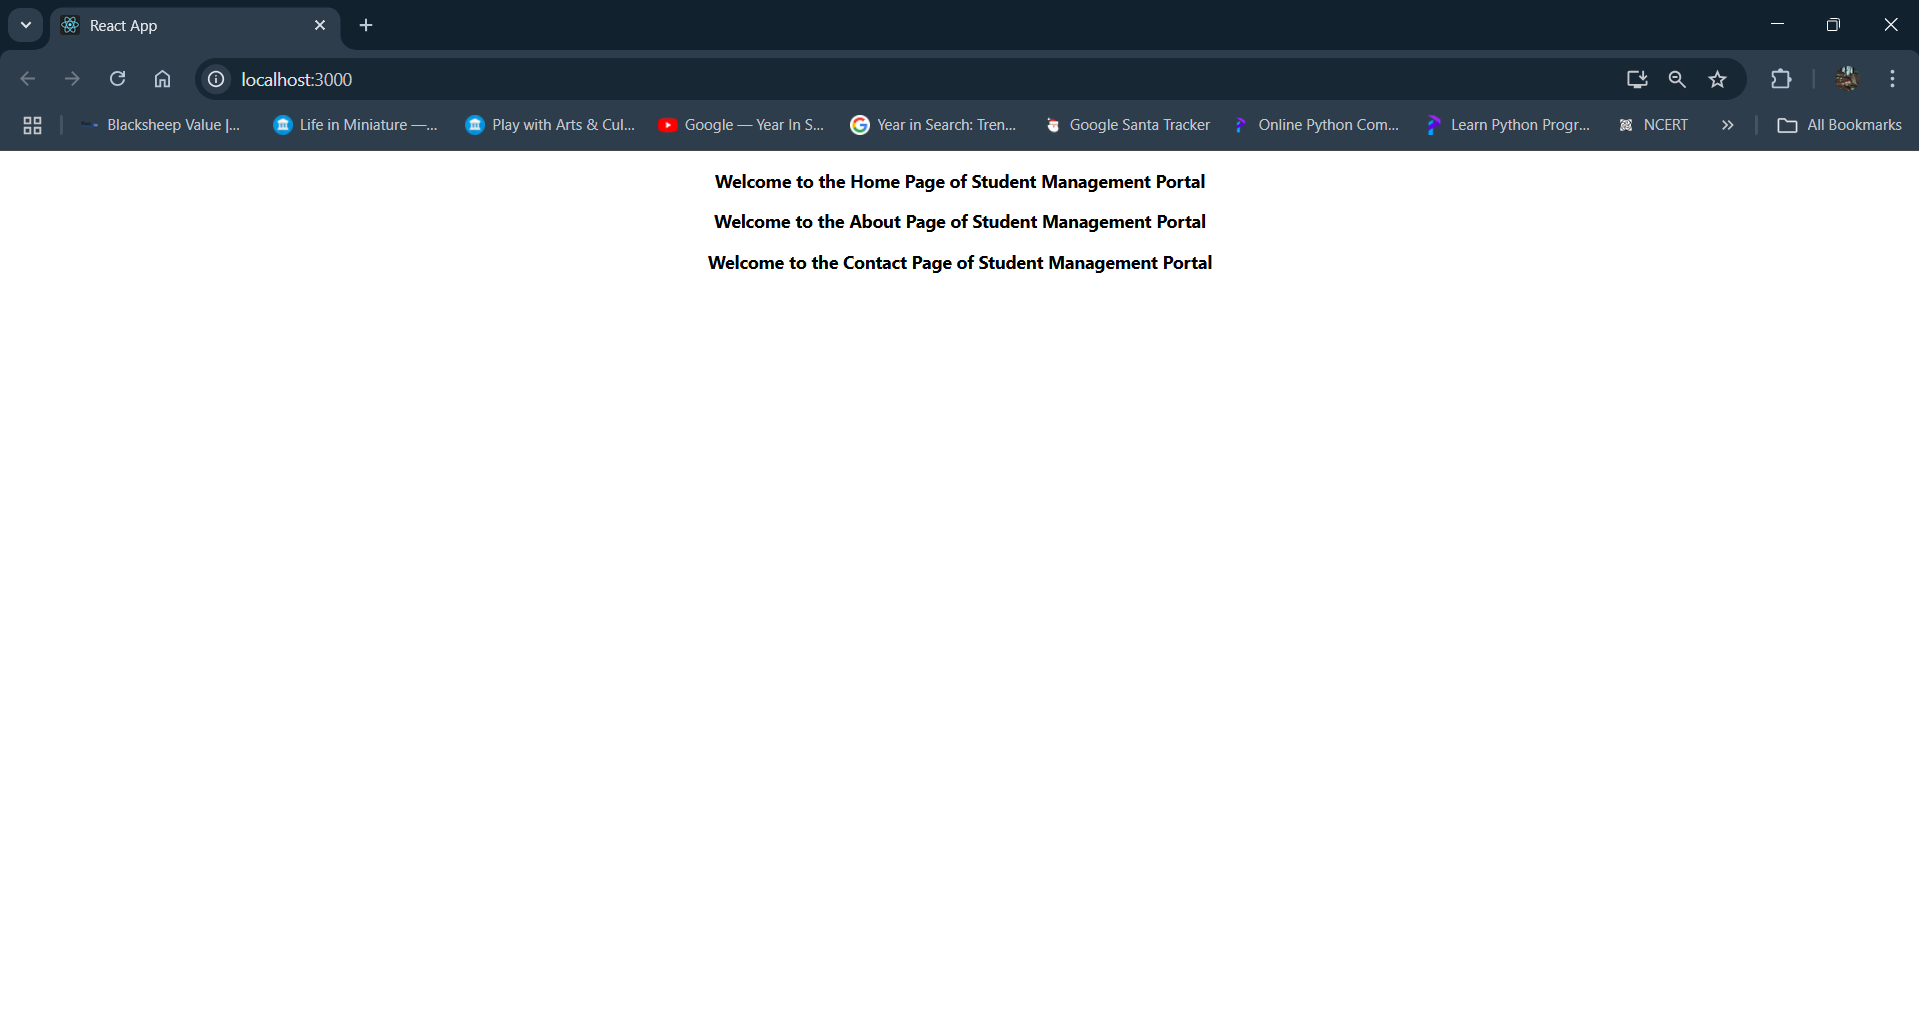 React App
localhost:3000
Blacksheep Value |... Life in Miniature —... Play with Arts & Cul... Google — Year In S... Year in Search: Tren... Google Santa Tracker Online Python Com... Learn Python Progr... NCERT All Bookmarks
Welcome to the Home Page of Student Management Portal
Welcome to the About Page of Student Management Portal
Welcome to the Contact Page of Student Management Portal